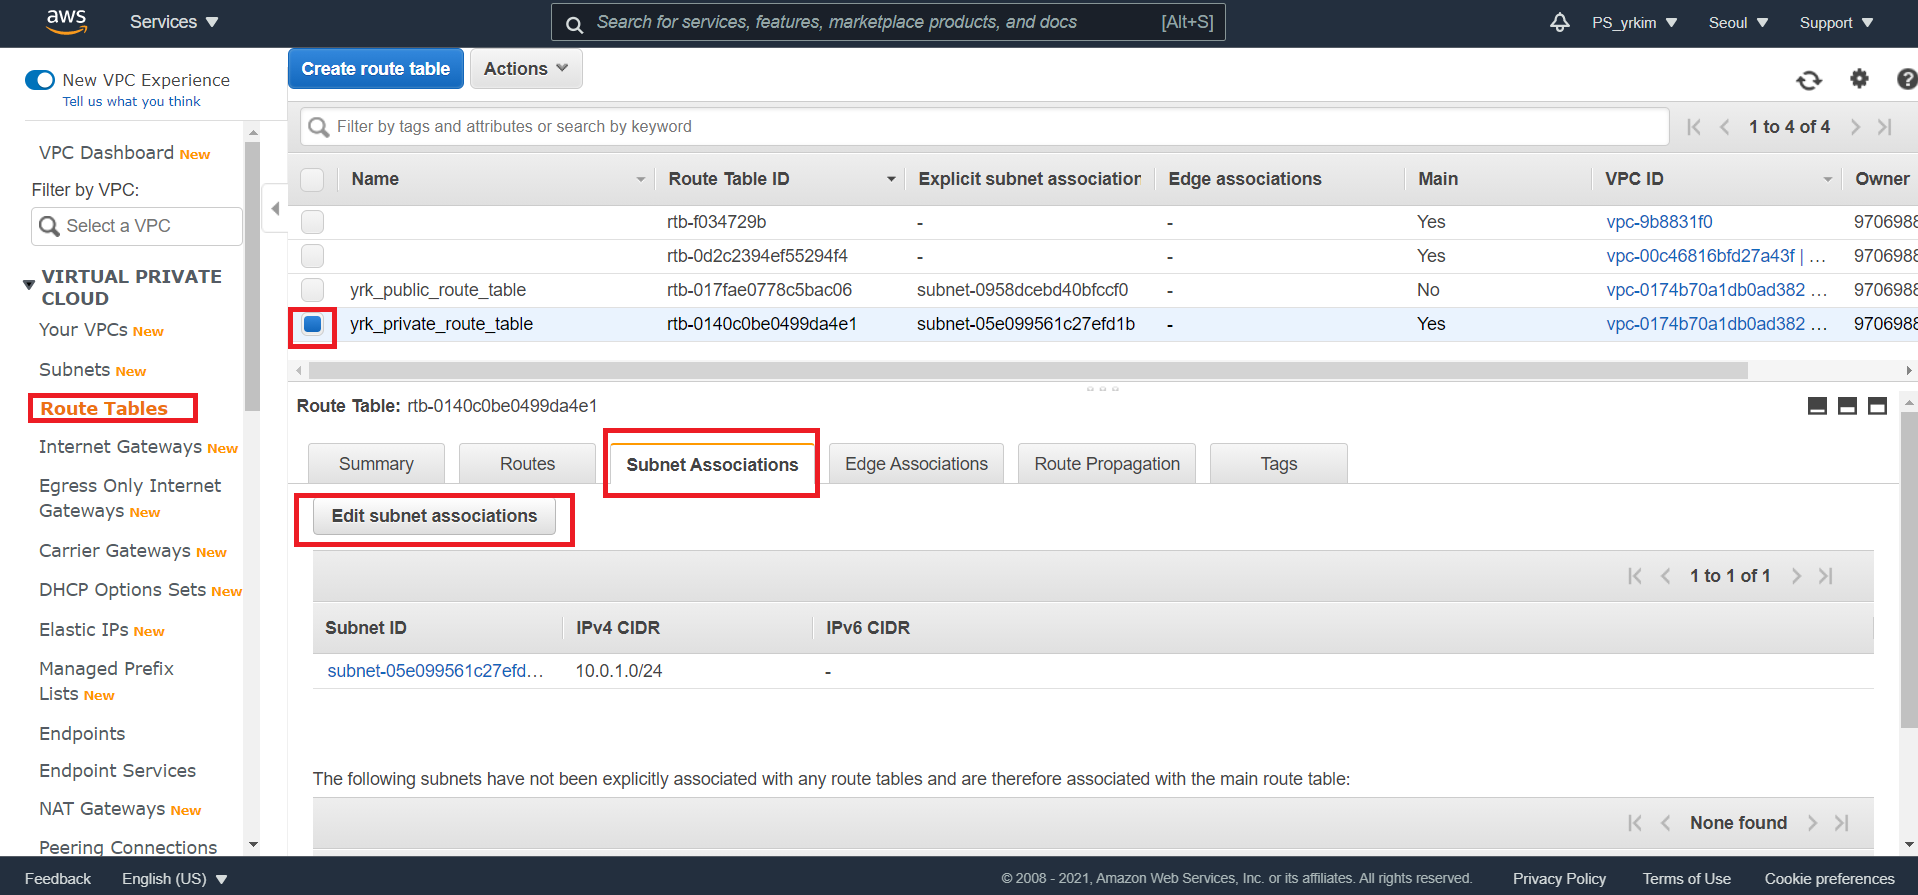 aws
Services
Search for services, features, marketplace products, and docs [Alt+S]
PS_yrkim
Seoul
Support
New VPC Experience
Tell us what you think
Create route table
Actions
Filter by tags and attributes or search by keyword
1 to 4 of 4
VPC Dashboard New
Filter by VPC:
Select a VPC
VIRTUAL PRIVATE
CLOUD
Your VPCs New
Subnets New
Route Tables
Internet Gateways New
Egress Only Internet
Gateways New
Carrier Gateways New
DHCP Options Sets New
Elastic IPs New
Managed Prefix
Lists New
Endpoints
Endpoint Services
NAT Gateways New
Peering Connections
Name Route Table ID Explicit subnet association Edge associations Main VPC ID Owner
rtb-f034729b - - Yes vpc-9b8831f0 9706988
rtb-0d2c2394ef55294f4 - - Yes vpc-00c46816bfd27a43f | ... 9706988
yrk_public_route_table rtb-017fae0778c5bac06 subnet-0958dcebd40bfccf0 - No vpc-0174b70a1db0ad382 ... 9706988
yrk_private_route_table rtb-0140c0be0499da4e1 subnet-05e099561c27efd1b - Yes vpc-0174b70a1db0ad382 ... 9706988
Route Table: rtb-0140c0be0499da4e1
Summary
Routes
Subnet Associations
Edge Associations
Route Propagation
Tags
Edit subnet associations
1 to 1 of 1
Subnet ID IPv4 CIDR IPv6 CIDR
subnet-05e099561c27efd... 10.0.1.0/24 -
The following subnets have not been explicitly associated with any route tables and are therefore associated with the main route table:
None found
Feedback
English (US)
© 2008 - 2021, Amazon Web Services, Inc. or its affiliates. All rights reserved.
Privacy Policy
Terms of Use
Cookie preferences